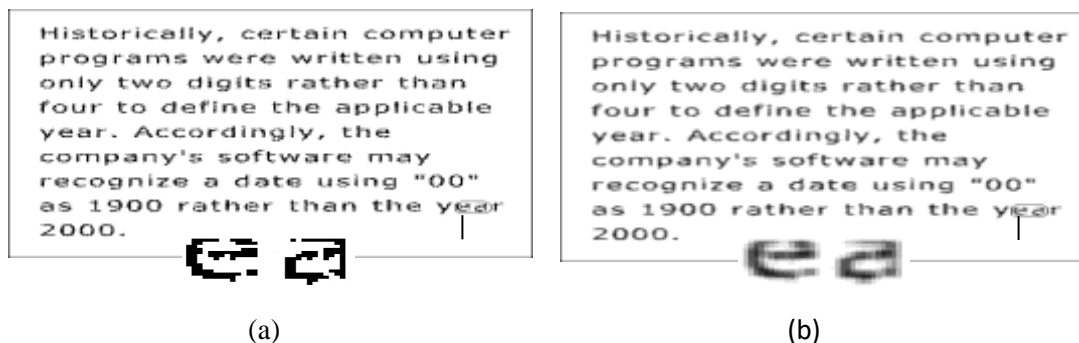 Historically, certain computer
programs were written using
only two digits rather than
four to define the applicable
year. Accordingly, the
company's software may
recognize a date using "00"
as 1900 rather than the year
2000.
e a
(a)
Historically, certain computer
programs were written using
only two digits rather than
four to define the applicable
year. Accordingly, the
company's software may
recognize a date using "00"
as 1900 rather than the year
2000.
e a
(b)